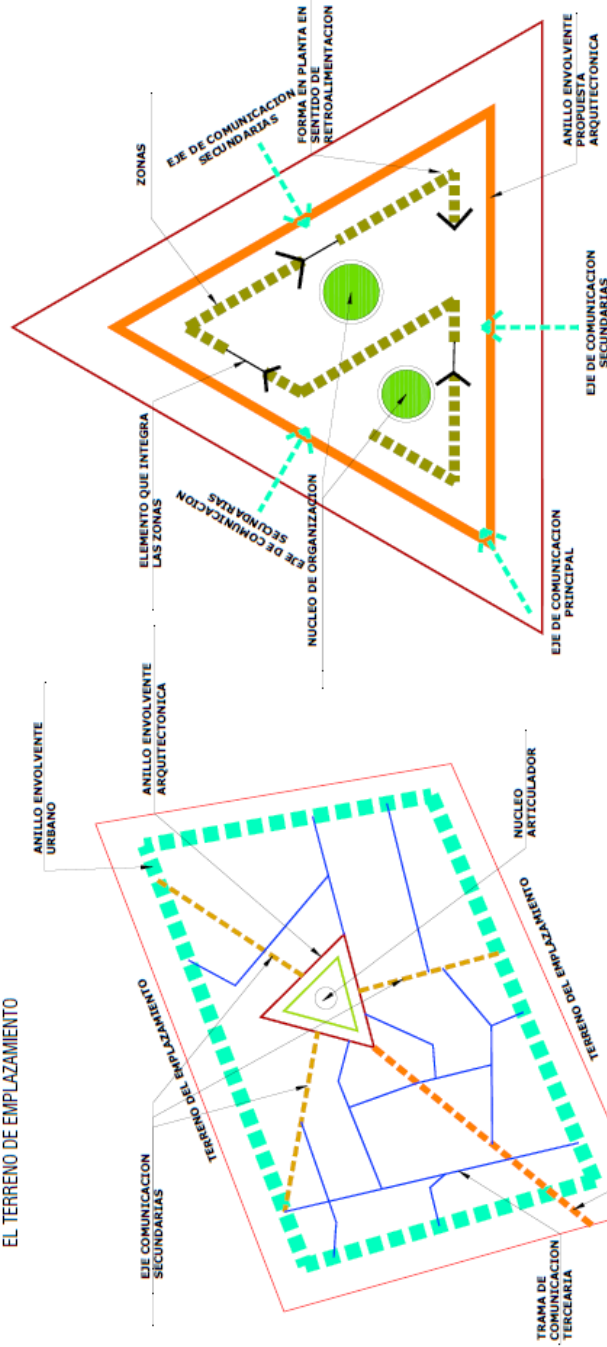 EL TERRENO DE EMPLAZAMIENTO
ANILLO ENVOLVENTE
URBANO
ANILLO ENVOLVENTE
ARQUITECTONICA
EJE COMUNICACION
SECUNDARIAS
TERRENO DEL EMPLAZAMIENTO
TERRENO DEL EMPLAZAMIENTO
NUCLEO
ARTICULADOR
TRAMA DE
COMUNICACION
TERCEARIA
ZONAS
EJE DE COMUNICACION
SECUNDARIAS
FORMA EN PLANTA EN
SENTIDO DE
RETROALIMENTACION
ELEMENTO QUE INTEGRA
LAS ZONAS
EJE DE COMUNICACION
SECUNDARIAS
NUCLEO DE ORGANIZACION
EJE DE COMUNICACION
PRINCIPAL
EJE DE COMUNICACION
SECUNDARIAS
ANILLO ENVOLVENTE
PROPUESTA
ARQUITECTONICA